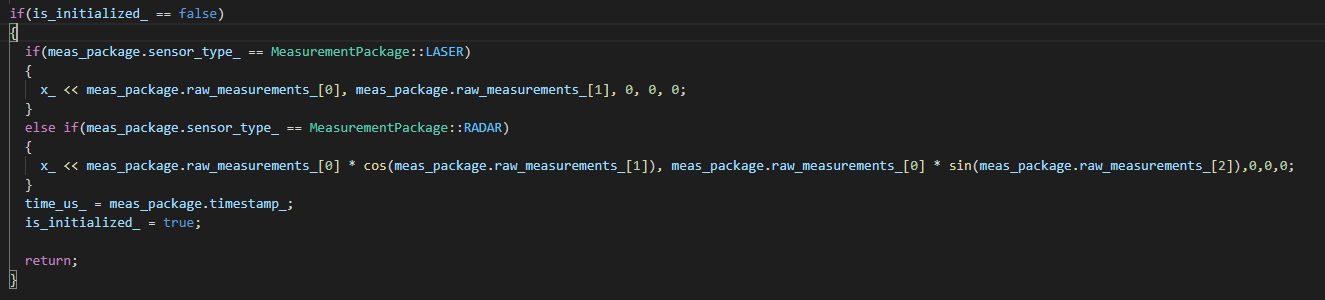 if(is_initialized_ == false)
{
  if(meas_package.sensor_type_ == MeasurementPackage::LASER)
  {
    x_ << meas_package.raw_measurements_[0], meas_package.raw_measurements_[1], 0, 0, 0;
  }
  else if(meas_package.sensor_type_ == MeasurementPackage::RADAR)
  {
    x_ << meas_package.raw_measurements_[0] * cos(meas_package.raw_measurements_[1]), meas_package.raw_measurements_[0] * sin(meas_package.raw_measurements_[2]),0,0,0;
  }
  time_us_ = meas_package.timestamp_;
  is_initialized_ = true;

  return;
}